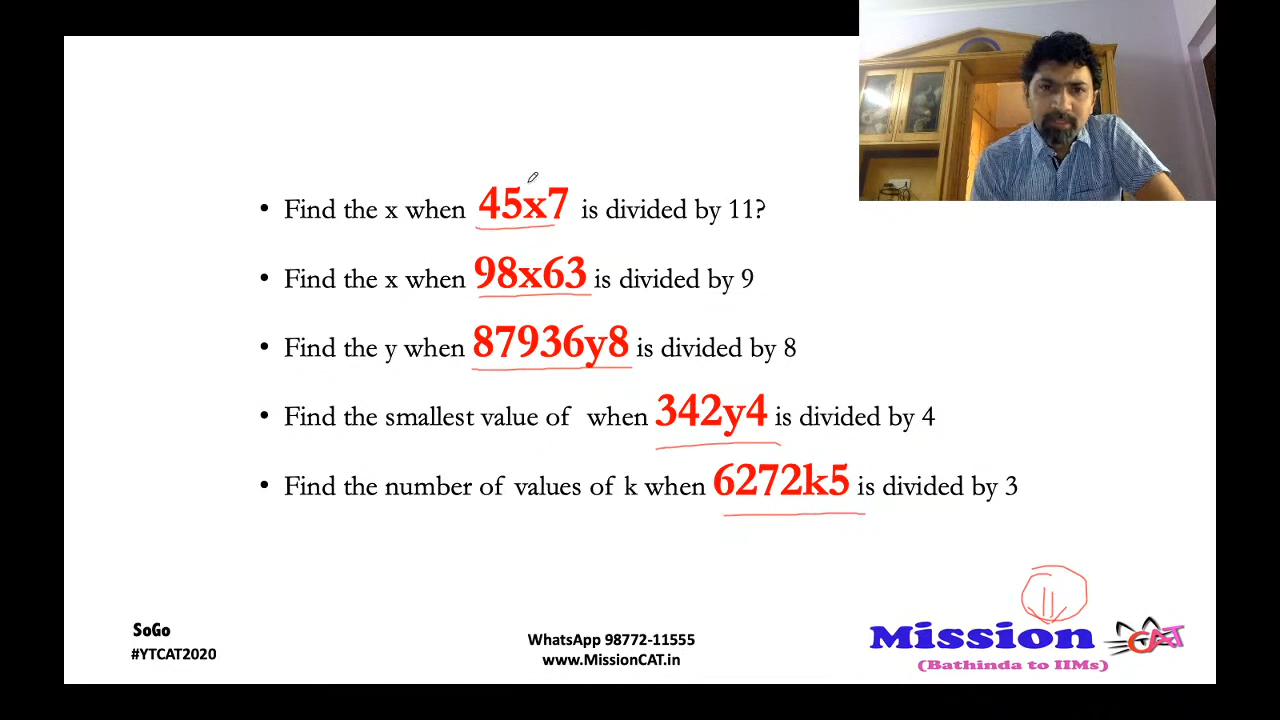 • Find the x when 45x7 is divided by 11?
• Find the x when 98x63 is divided by 9
• Find the y when 87936y8 is divided by 8
• Find the smallest value of when 342y4 is divided by 4
• Find the number of values of k when 6272k5 is divided by 3
11
SoGo
#YTCAT2020
WhatsApp 98772-11555
www.MissionCAT.in
Mission CAT
(Bathinda to IIMs)